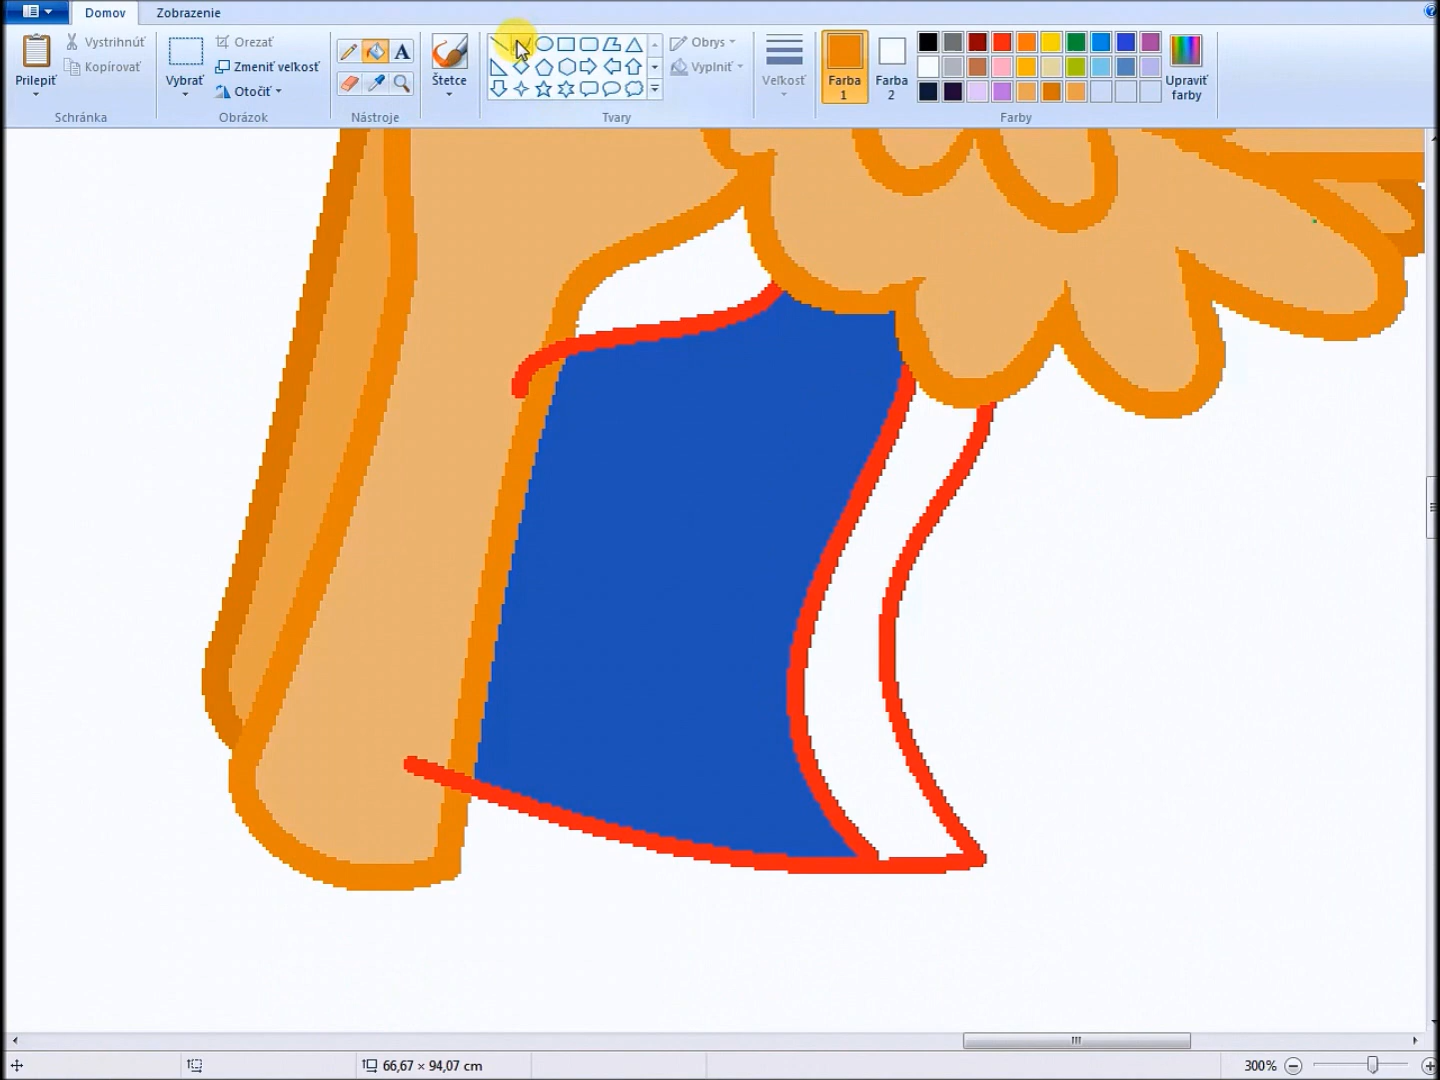 Domov Zobrazenie
Prilepiť
Vystrihnúť
Kopírovať
Schránka
Vybrať
Orezať
Zmeniť veľkosť
Otočiť
Obrázok
A
Nástroje
Štetce
Tvary
Obrys
Vyplniť
Veľkosť
Farba
1
Farba
2
Upraviť
farby
Farby
66,67 × 94,07 cm
300%